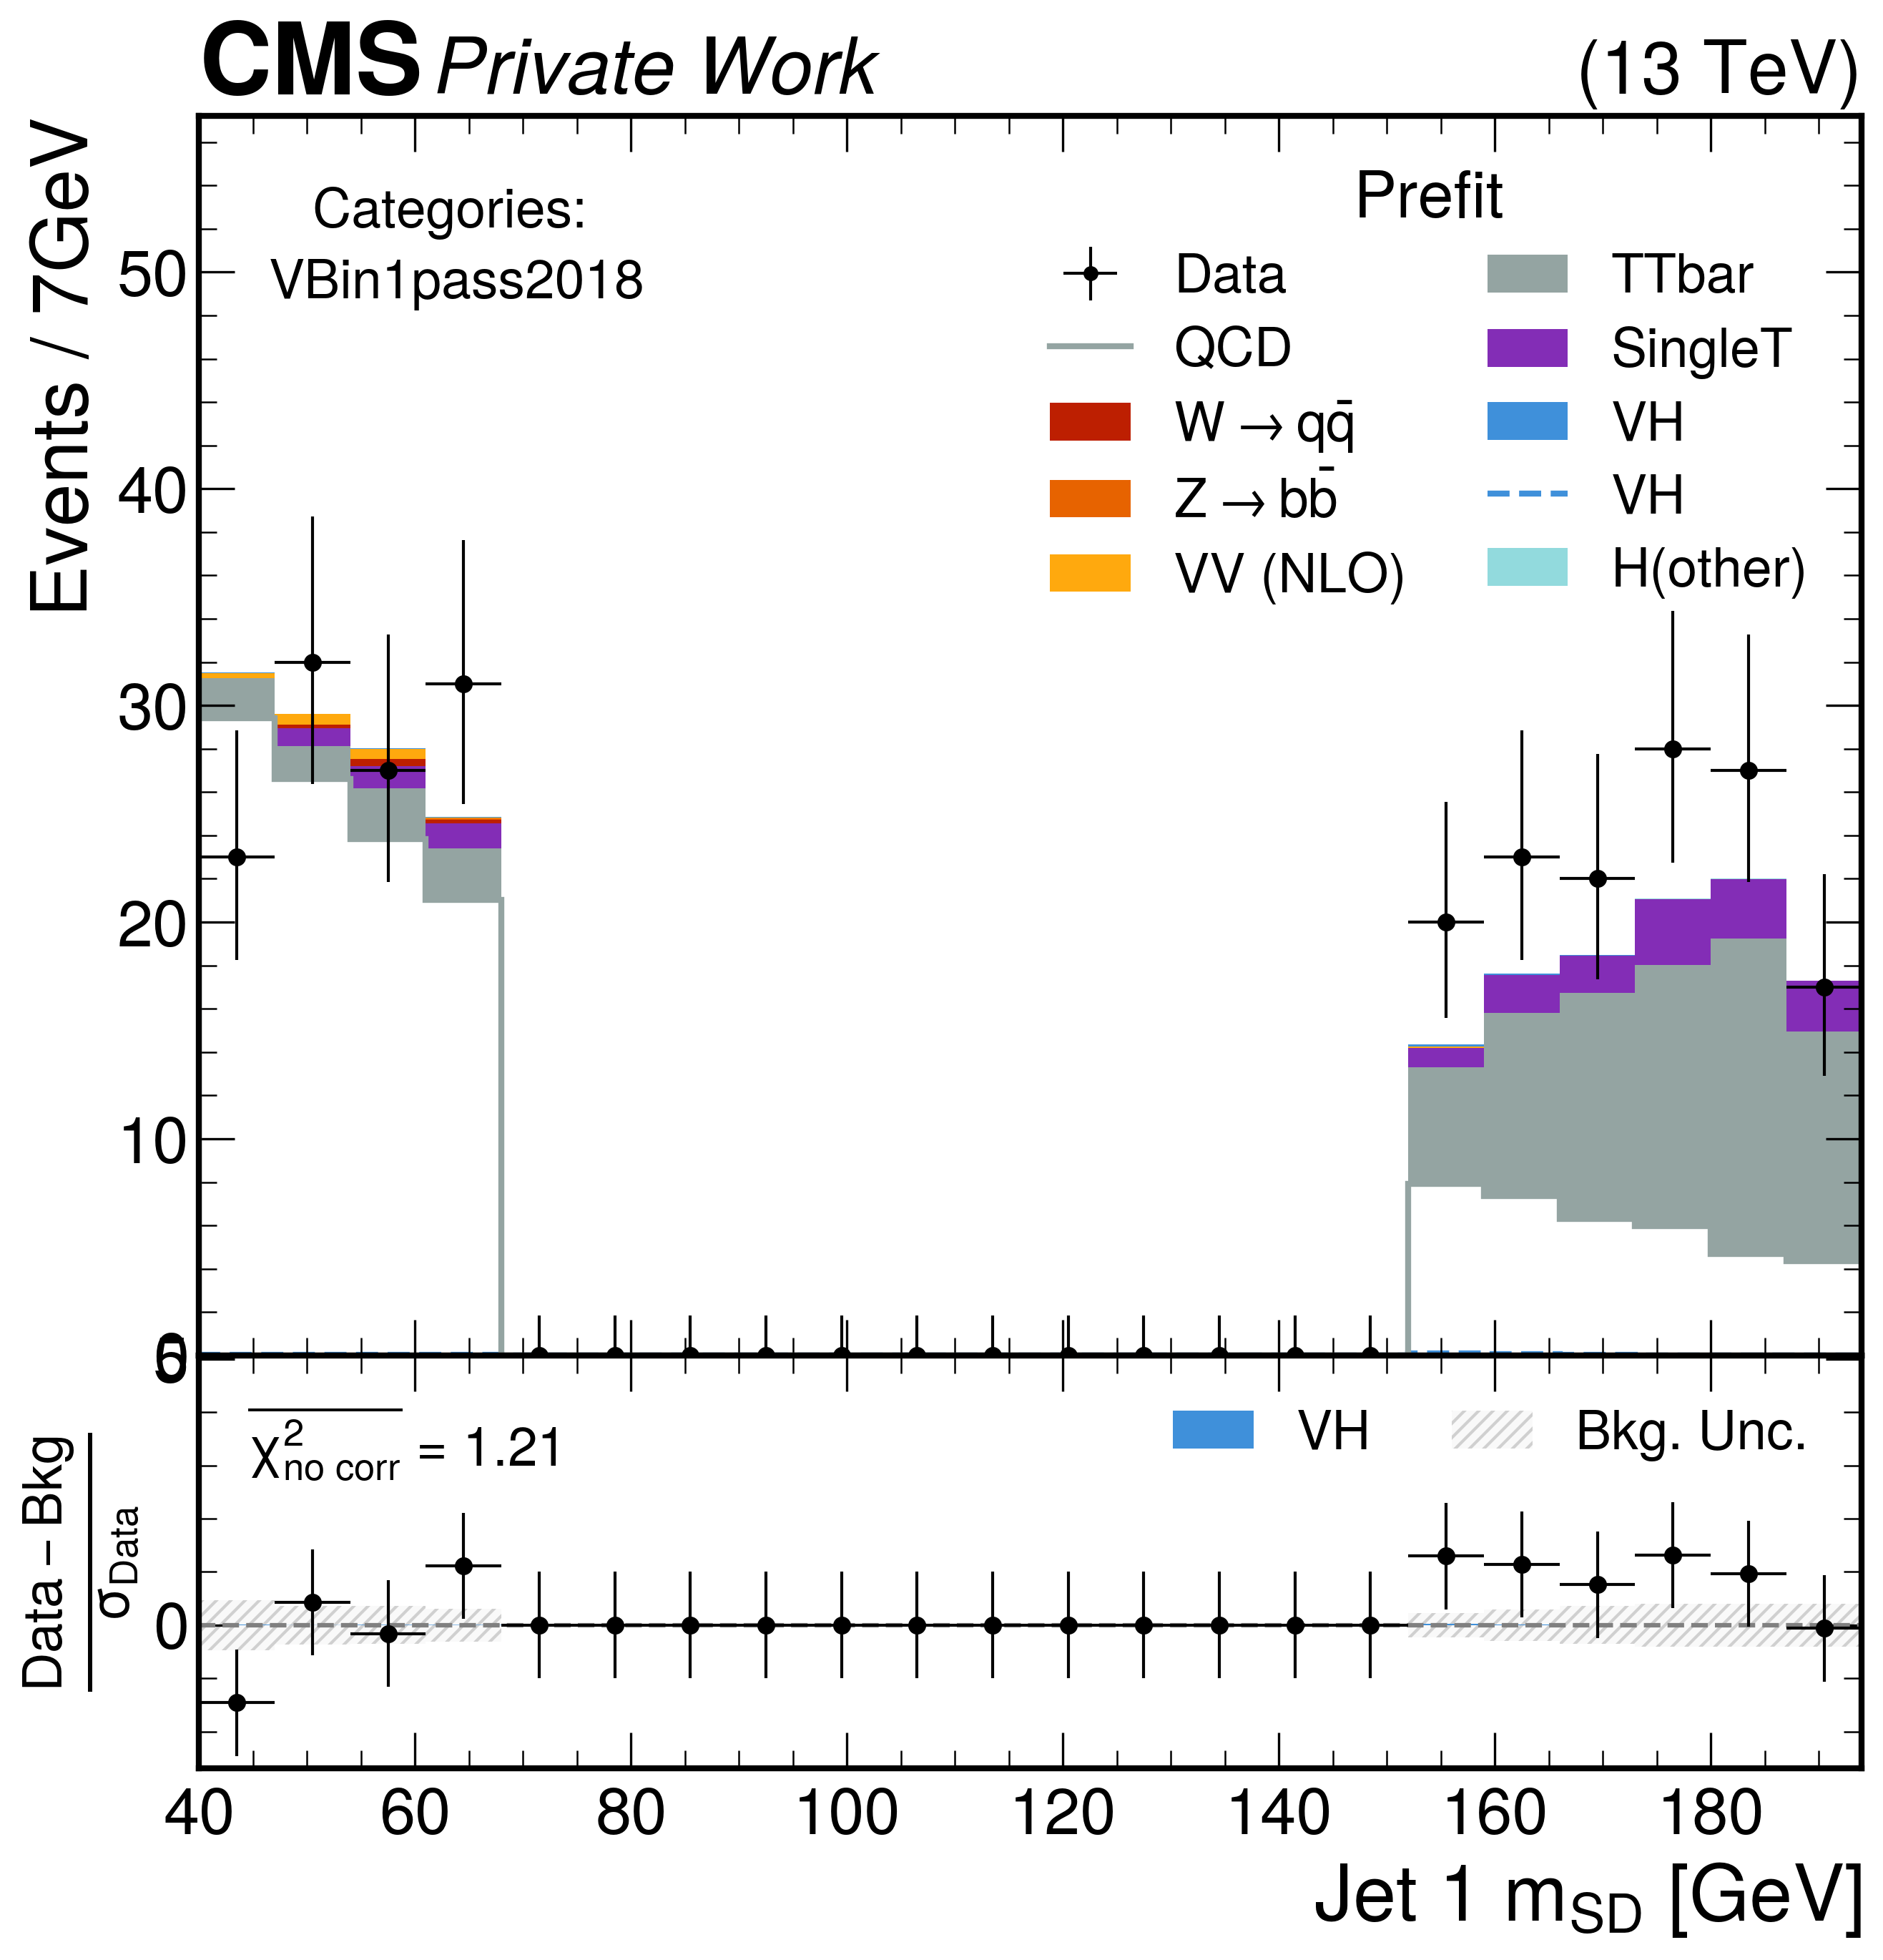 CMS Private Work (13 TeV)
Events / 7GeV
Categories:
VBin1pass2018
Prefit
Data
QCD
W → qq̄
Z → bb̄
VV (NLO)
TTbar
SingleT
VH
VH
H(other)
50
40
30
20
10
0
Data − Bkg
σData
χ²no corr = 1.21
VH
Bkg. Unc.
0
40 60 80 100 120 140 160 180
Jet 1 mSD [GeV]